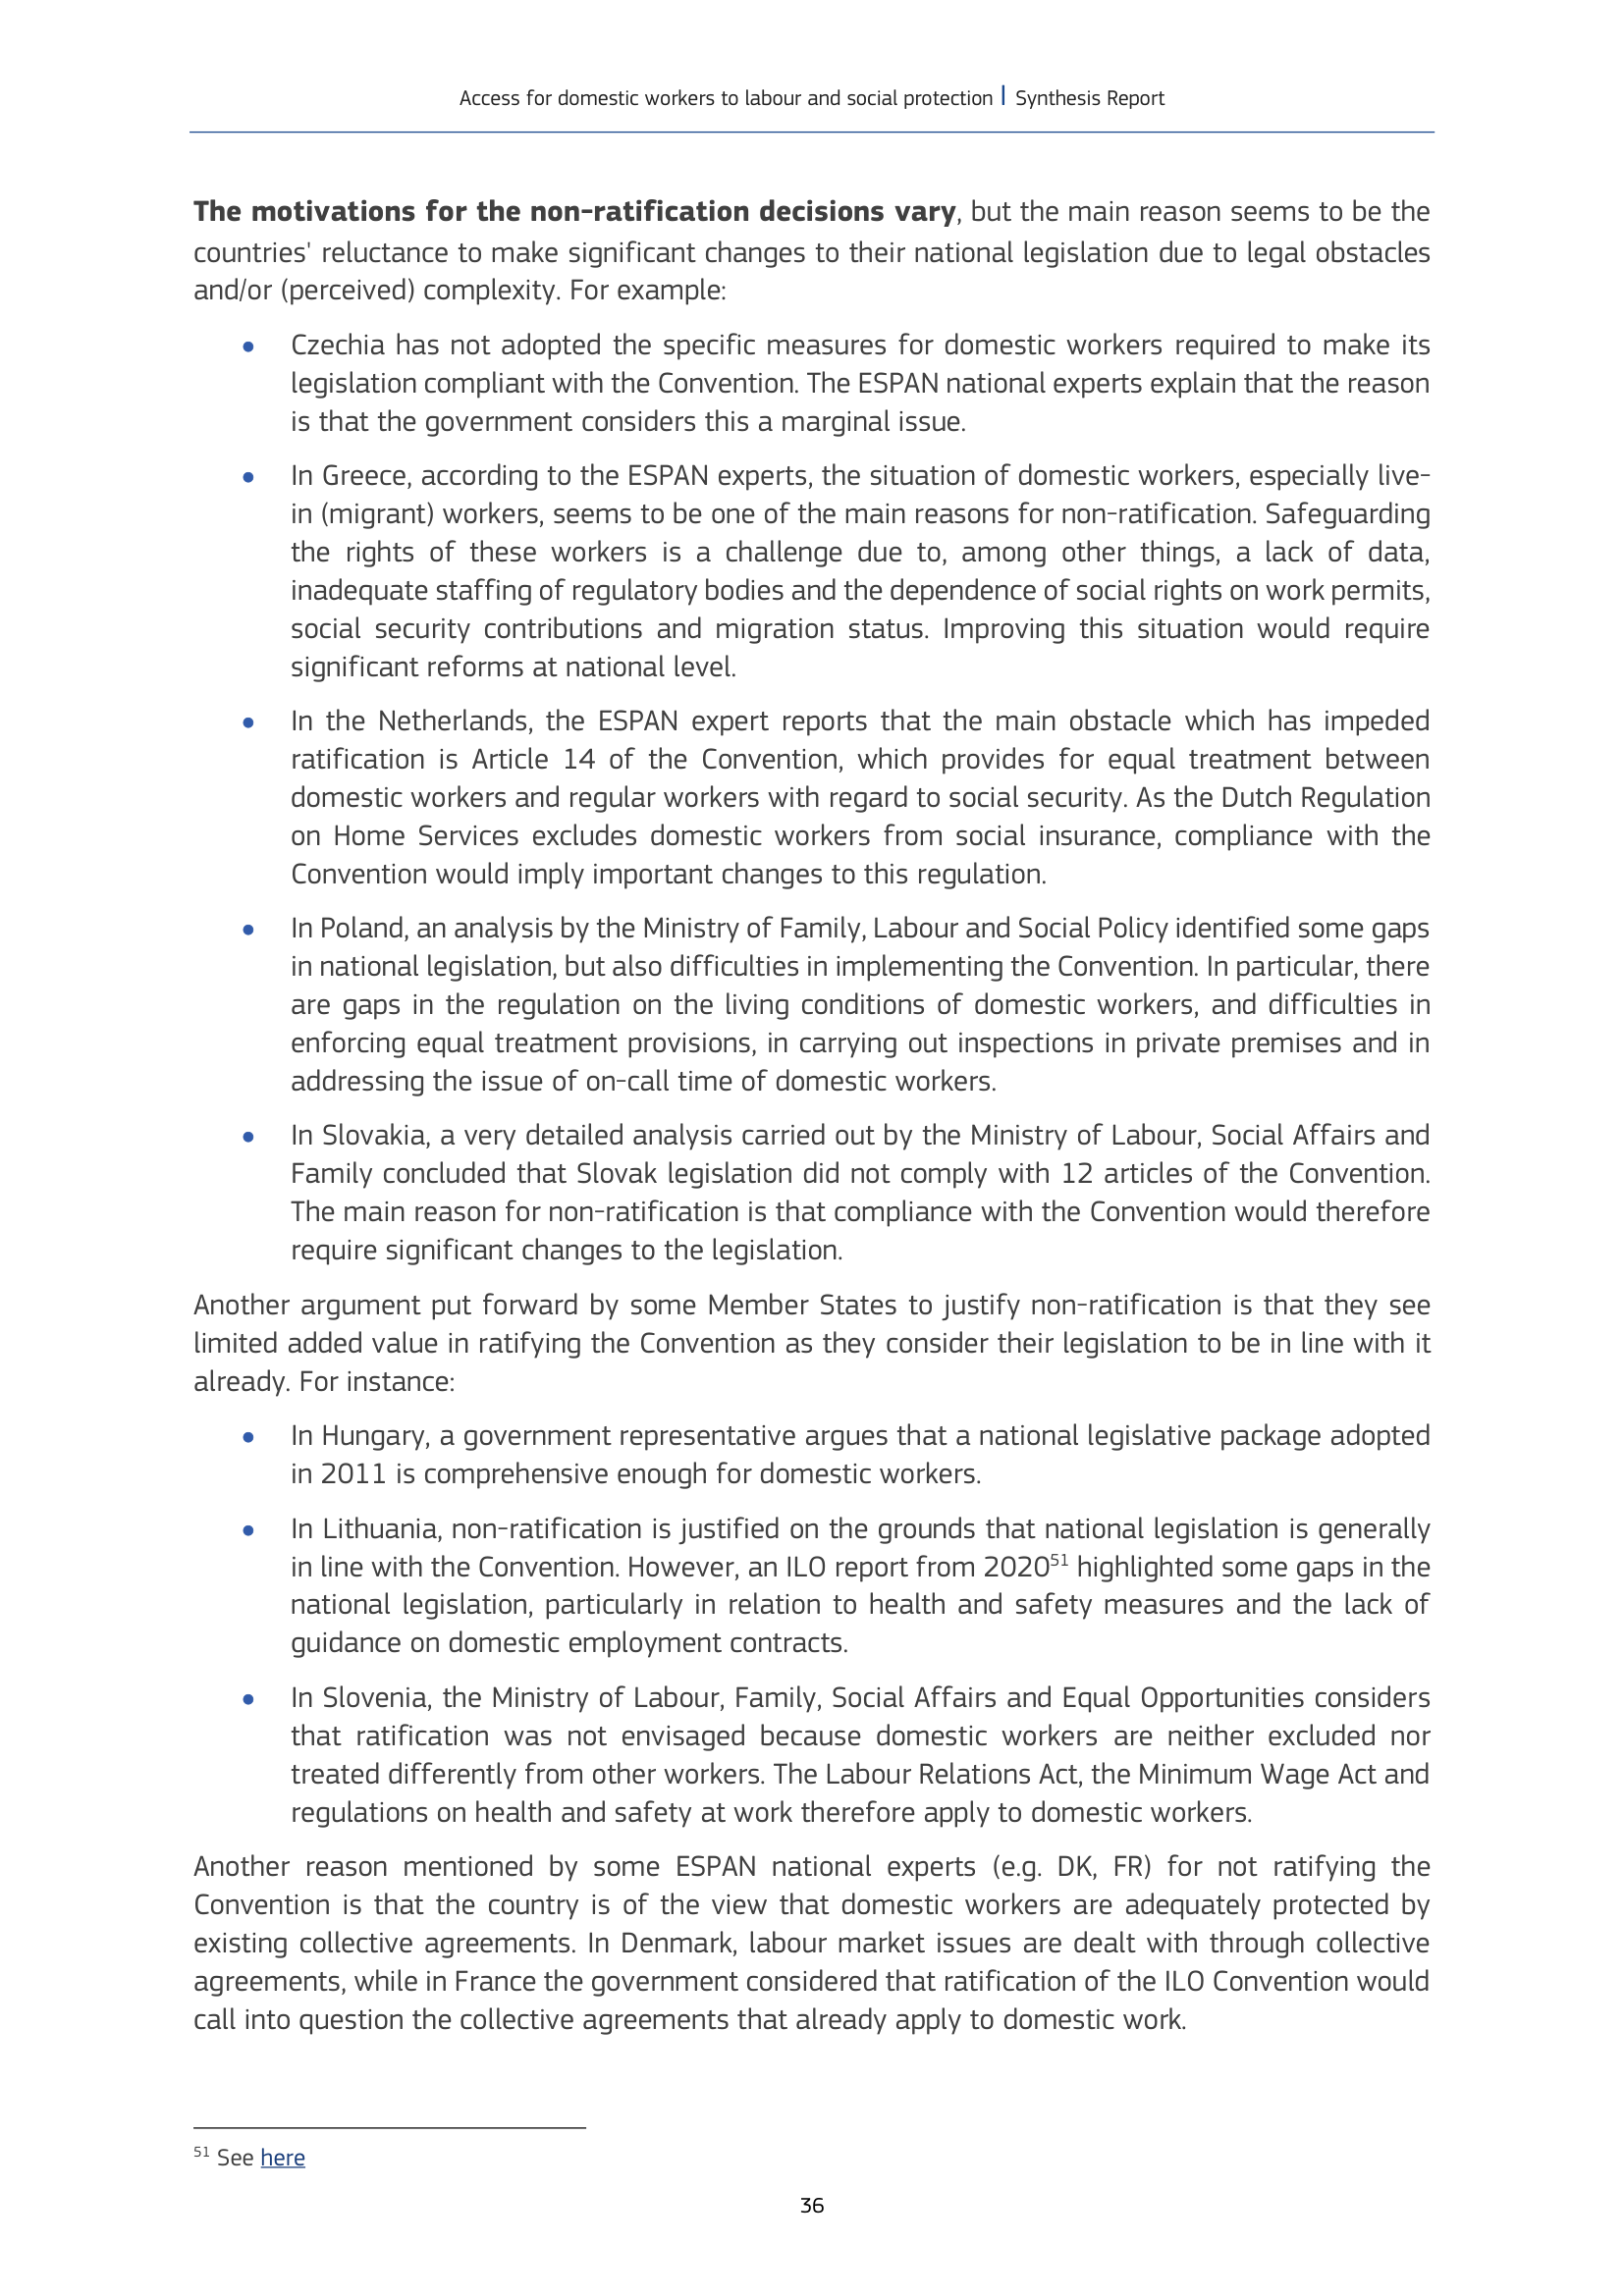 Access for domestic workers to labour and social protection | Synthesis Report
The motivations for the non-ratification decisions vary, but the main reason seems to be the
countries' reluctance to make significant changes to their national legislation due to legal obstacles
and/or (perceived) complexity. For example:
● Czechia has not adopted the specific measures for domestic workers required to make its
legislation compliant with the Convention. The ESPAN national experts explain that the reason
is that the government considers this a marginal issue.
● In Greece, according to the ESPAN experts, the situation of domestic workers, especially live-
in (migrant) workers, seems to be one of the main reasons for non-ratification. Safeguarding
the rights of these workers is a challenge due to, among other things, a lack of data,
inadequate staffing of regulatory bodies and the dependence of social rights on work permits,
social security contributions and migration status. Improving this situation would require
significant reforms at national level.
● In the Netherlands, the ESPAN expert reports that the main obstacle which has impeded
ratification is Article 14 of the Convention, which provides for equal treatment between
domestic workers and regular workers with regard to social security. As the Dutch Regulation
on Home Services excludes domestic workers from social insurance, compliance with the
Convention would imply important changes to this regulation.
● In Poland, an analysis by the Ministry of Family, Labour and Social Policy identified some gaps
in national legislation, but also difficulties in implementing the Convention. In particular, there
are gaps in the regulation on the living conditions of domestic workers, and difficulties in
enforcing equal treatment provisions, in carrying out inspections in private premises and in
addressing the issue of on-call time of domestic workers.
● In Slovakia, a very detailed analysis carried out by the Ministry of Labour, Social Affairs and
Family concluded that Slovak legislation did not comply with 12 articles of the Convention.
The main reason for non-ratification is that compliance with the Convention would therefore
require significant changes to the legislation.
Another argument put forward by some Member States to justify non-ratification is that they see
limited added value in ratifying the Convention as they consider their legislation to be in line with it
already. For instance:
● In Hungary, a government representative argues that a national legislative package adopted
in 2011 is comprehensive enough for domestic workers.
● In Lithuania, non-ratification is justified on the grounds that national legislation is generally
in line with the Convention. However, an ILO report from 2020⁵¹ highlighted some gaps in the
national legislation, particularly in relation to health and safety measures and the lack of
guidance on domestic employment contracts.
● In Slovenia, the Ministry of Labour, Family, Social Affairs and Equal Opportunities considers
that ratification was not envisaged because domestic workers are neither excluded nor
treated differently from other workers. The Labour Relations Act, the Minimum Wage Act and
regulations on health and safety at work therefore apply to domestic workers.
Another reason mentioned by some ESPAN national experts (e.g. DK, FR) for not ratifying the
Convention is that the country is of the view that domestic workers are adequately protected by
existing collective agreements. In Denmark, labour market issues are dealt with through collective
agreements, while in France the government considered that ratification of the ILO Convention would
call into question the collective agreements that already apply to domestic work.
⁵¹ See here
36